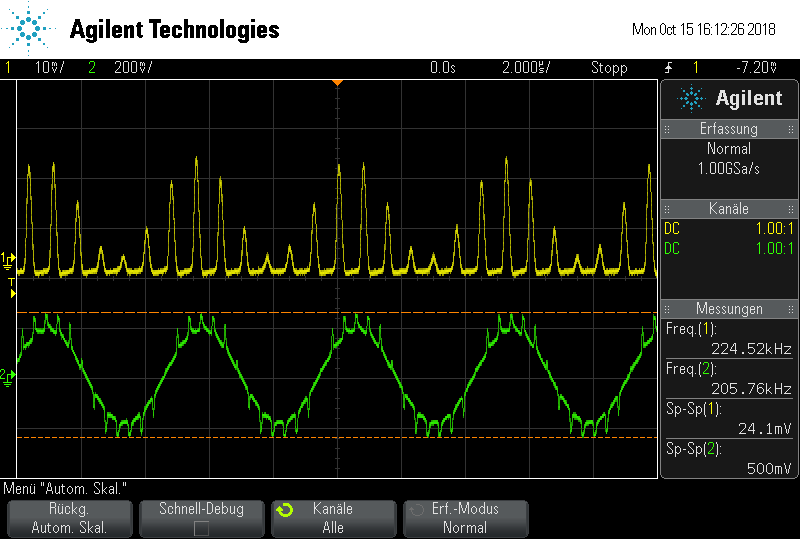 Agilent Technologies
Mon Oct 15 16:12:26 2018
1 10mV/ 2 200mV/ 0.0s 2.000µs/ Stopp 1 -7.20mV
Agilent
Erfassung
Normal
1.00GSa/s
Kanäle
DC 1.00:1
DC 1.00:1
Messungen
Freq.(1):
224.52kHz
Freq.(2):
205.76kHz
Sp-Sp(1):
24.1mV
Sp-Sp(2):
500mV
1
T
2
Menü "Autom. Skal."
Rückg.
Autom. Skal.
Schnell-Debug
Kanäle
Alle
Erf.-Modus
Normal